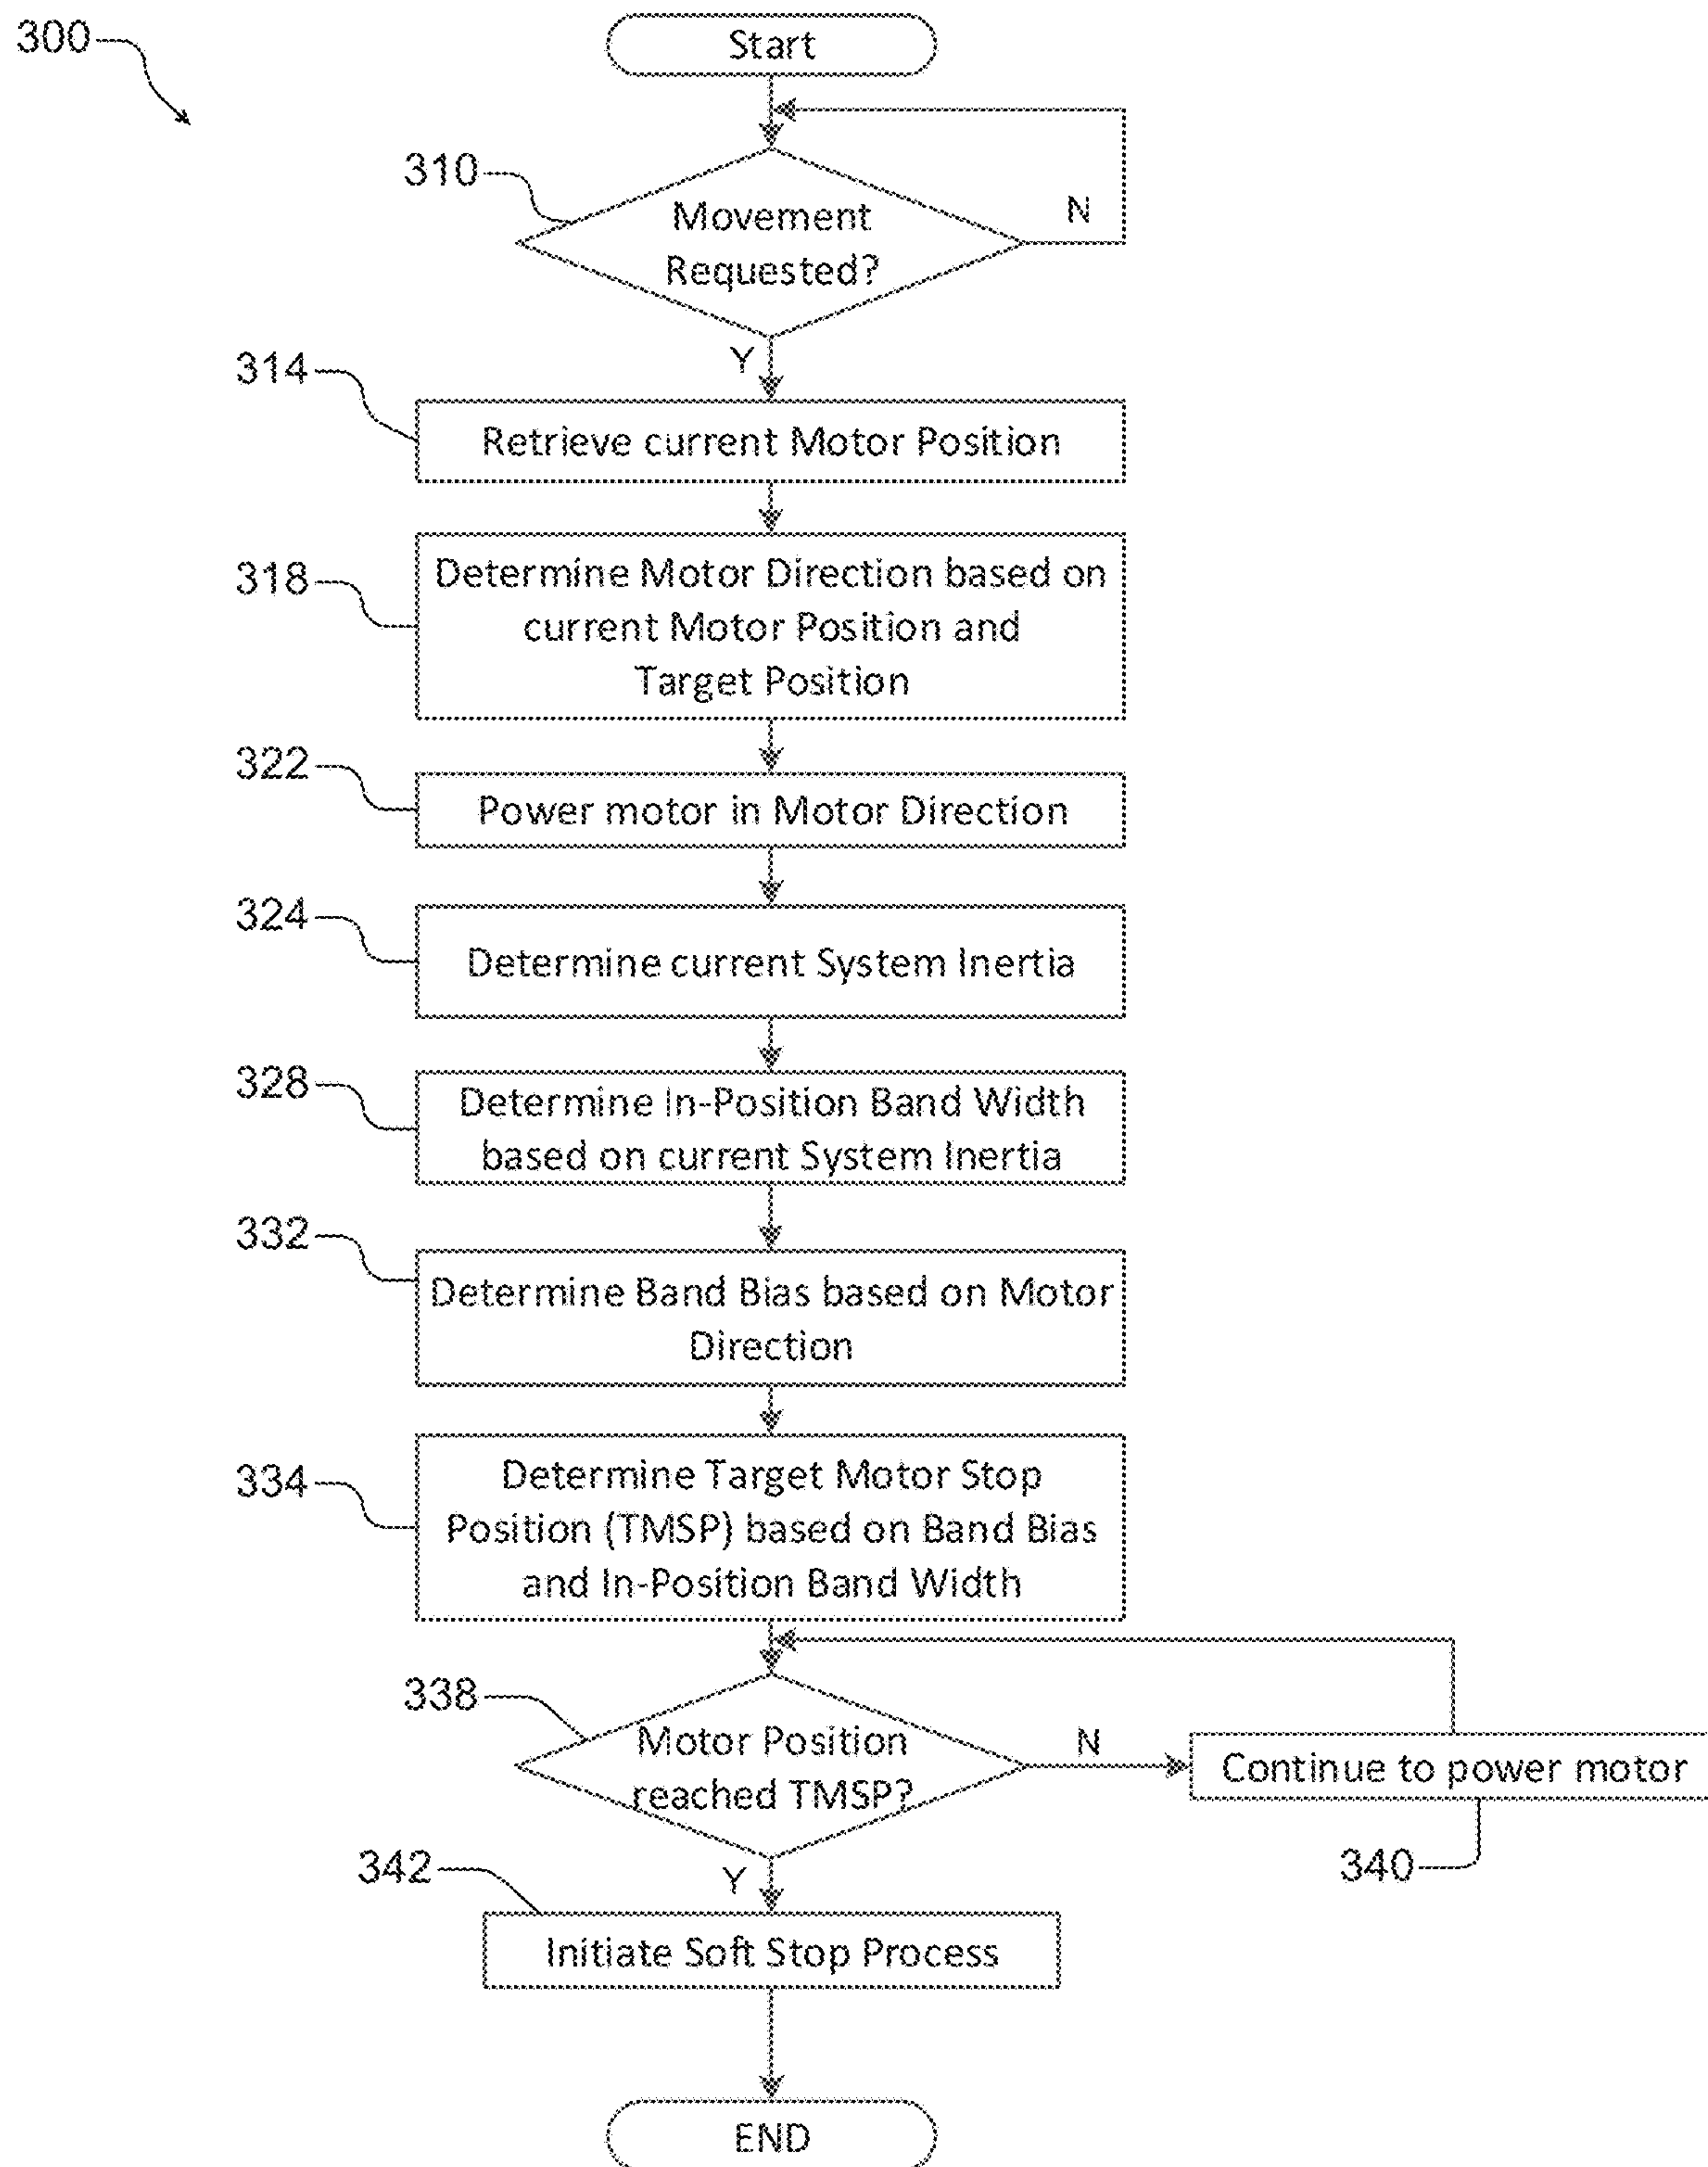 300
Start
310
Movement
Requested?
N
Y
314
Retrieve current Motor Position
318
Determine Motor Direction based on
current Motor Position and
Target Position
322
Power motor in Motor Direction
324
Determine current System Inertia
328
Determine In-Position Band Width
based on current System Inertia
332
Determine Band Bias based on Motor
Direction
334
Determine Target Motor Stop
Position (TMSP) based on Band Bias
and In-Position Band Width
338
Motor Position
reached TMSP?
N
Continue to power motor
340
Y
342
Initiate Soft Stop Process
END